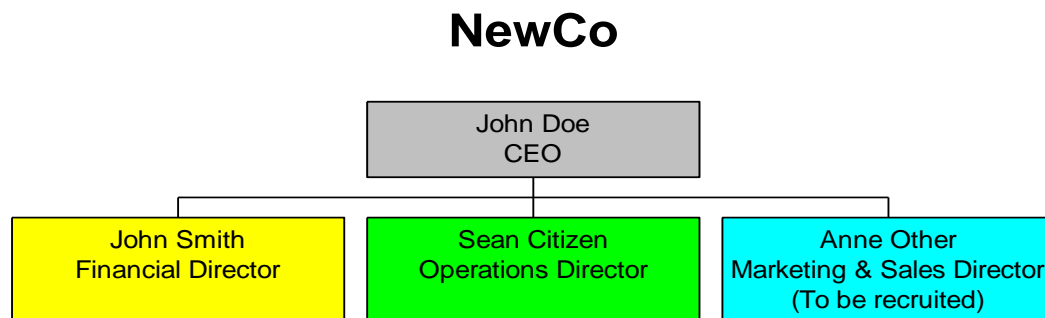 NewCo
John Doe
CEO
John Smith
Financial Director
Sean Citizen
Operations Director
Anne Other
Marketing & Sales Director
(To be recruited)